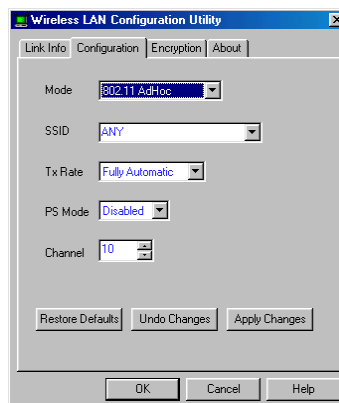 Wireless LAN Configuration Utility
Link Info Configuration Encryption About
Mode 802.11 AdHoc
SSID ANY
Tx Rate Fully Automatic
PS Mode Disabled
Channel 10
Restore Defaults Undo Changes Apply Changes
OK Cancel Help